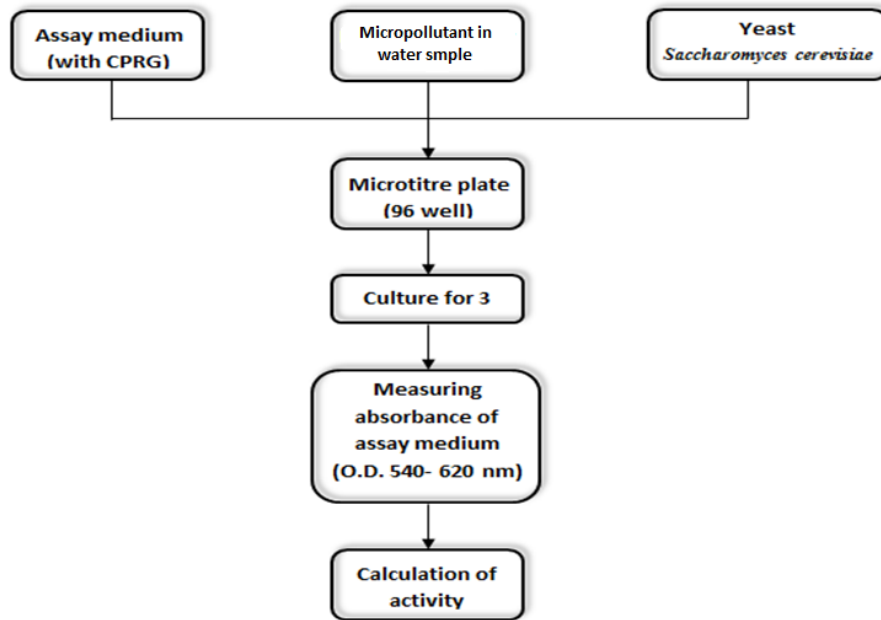 Assay medium
(with CPRG)
Micropollutant in
water smple
Yeast
Saccharomyces cerevisiae
Microtitre plate
(96 well)
Culture for 3
Measuring
absorbance of
assay medium
(O.D. 540- 620 nm)
Calculation of
activity